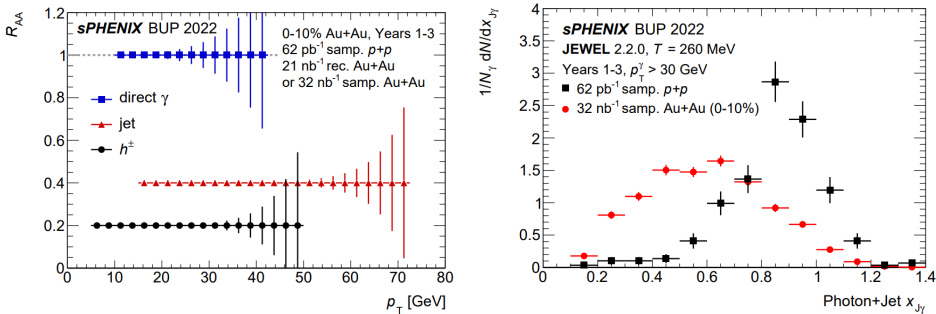 sPHENIX BUP 2022
0-10% Au+Au, Years 1-3
62 pb⁻¹ samp. p+p
21 nb⁻¹ rec. Au+Au
or 32 nb⁻¹ samp. Au+Au
direct γ
jet
h±
R_AA
1.2
1
0.8
0.6
0.4
0.2
0
0 10 20 30 40 50 60 70 80
p_T [GeV]
sPHENIX BUP 2022
JEWEL 2.2.0, T = 260 MeV
Years 1-3, p_T^γ > 30 GeV
62 pb⁻¹ samp. p+p
32 nb⁻¹ samp. Au+Au (0-10%)
1/N_γ dN/dx_Jγ
4
3.5
3
2.5
2
1.5
1
0.5
0
0 0.2 0.4 0.6 0.8 1 1.2 1.4
Photon+Jet x_Jγ